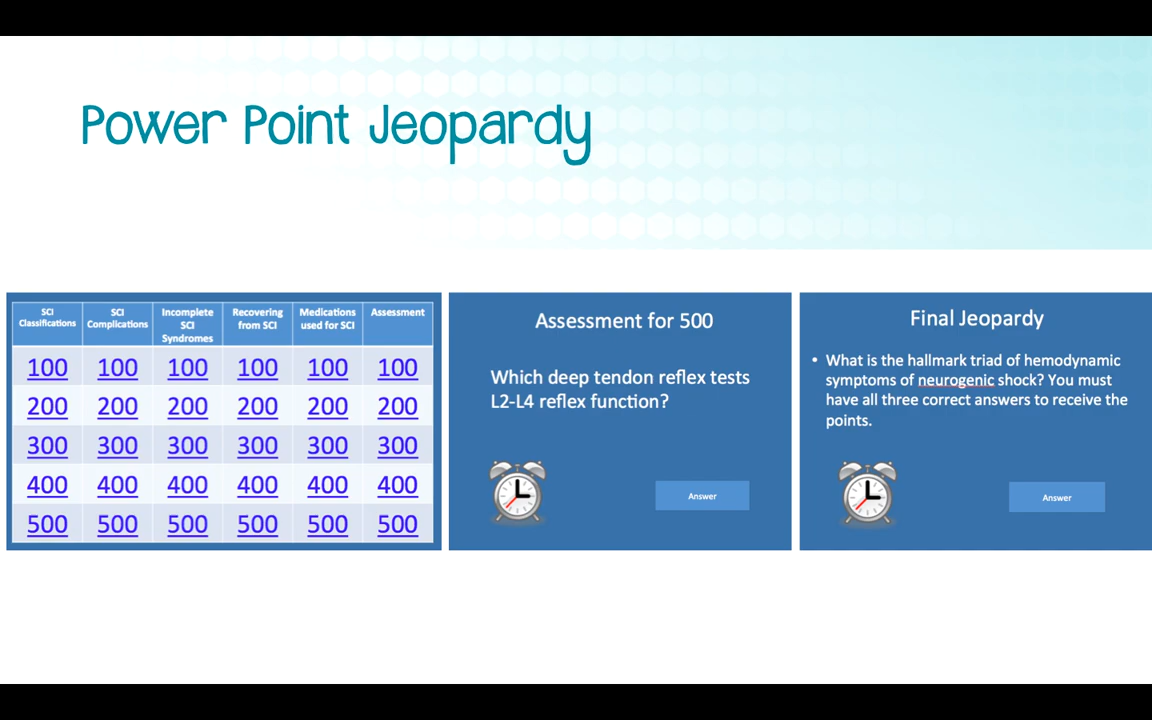 Power Point Jeopardy
SCI Classifications
SCI Complications
Incomplete SCI Syndromes
Recovering from SCI
Medications used for SCI
Assessment
100 100 100 100 100 100
200 200 200 200 200 200
300 300 300 300 300 300
400 400 400 400 400 400
500 500 500 500 500 500
Assessment for 500
Which deep tendon reflex tests
L2-L4 reflex function?
Answer
Final Jeopardy
• What is the hallmark triad of hemodynamic
symptoms of neurogenic shock? You must
have all three correct answers to receive the
points.
Answer